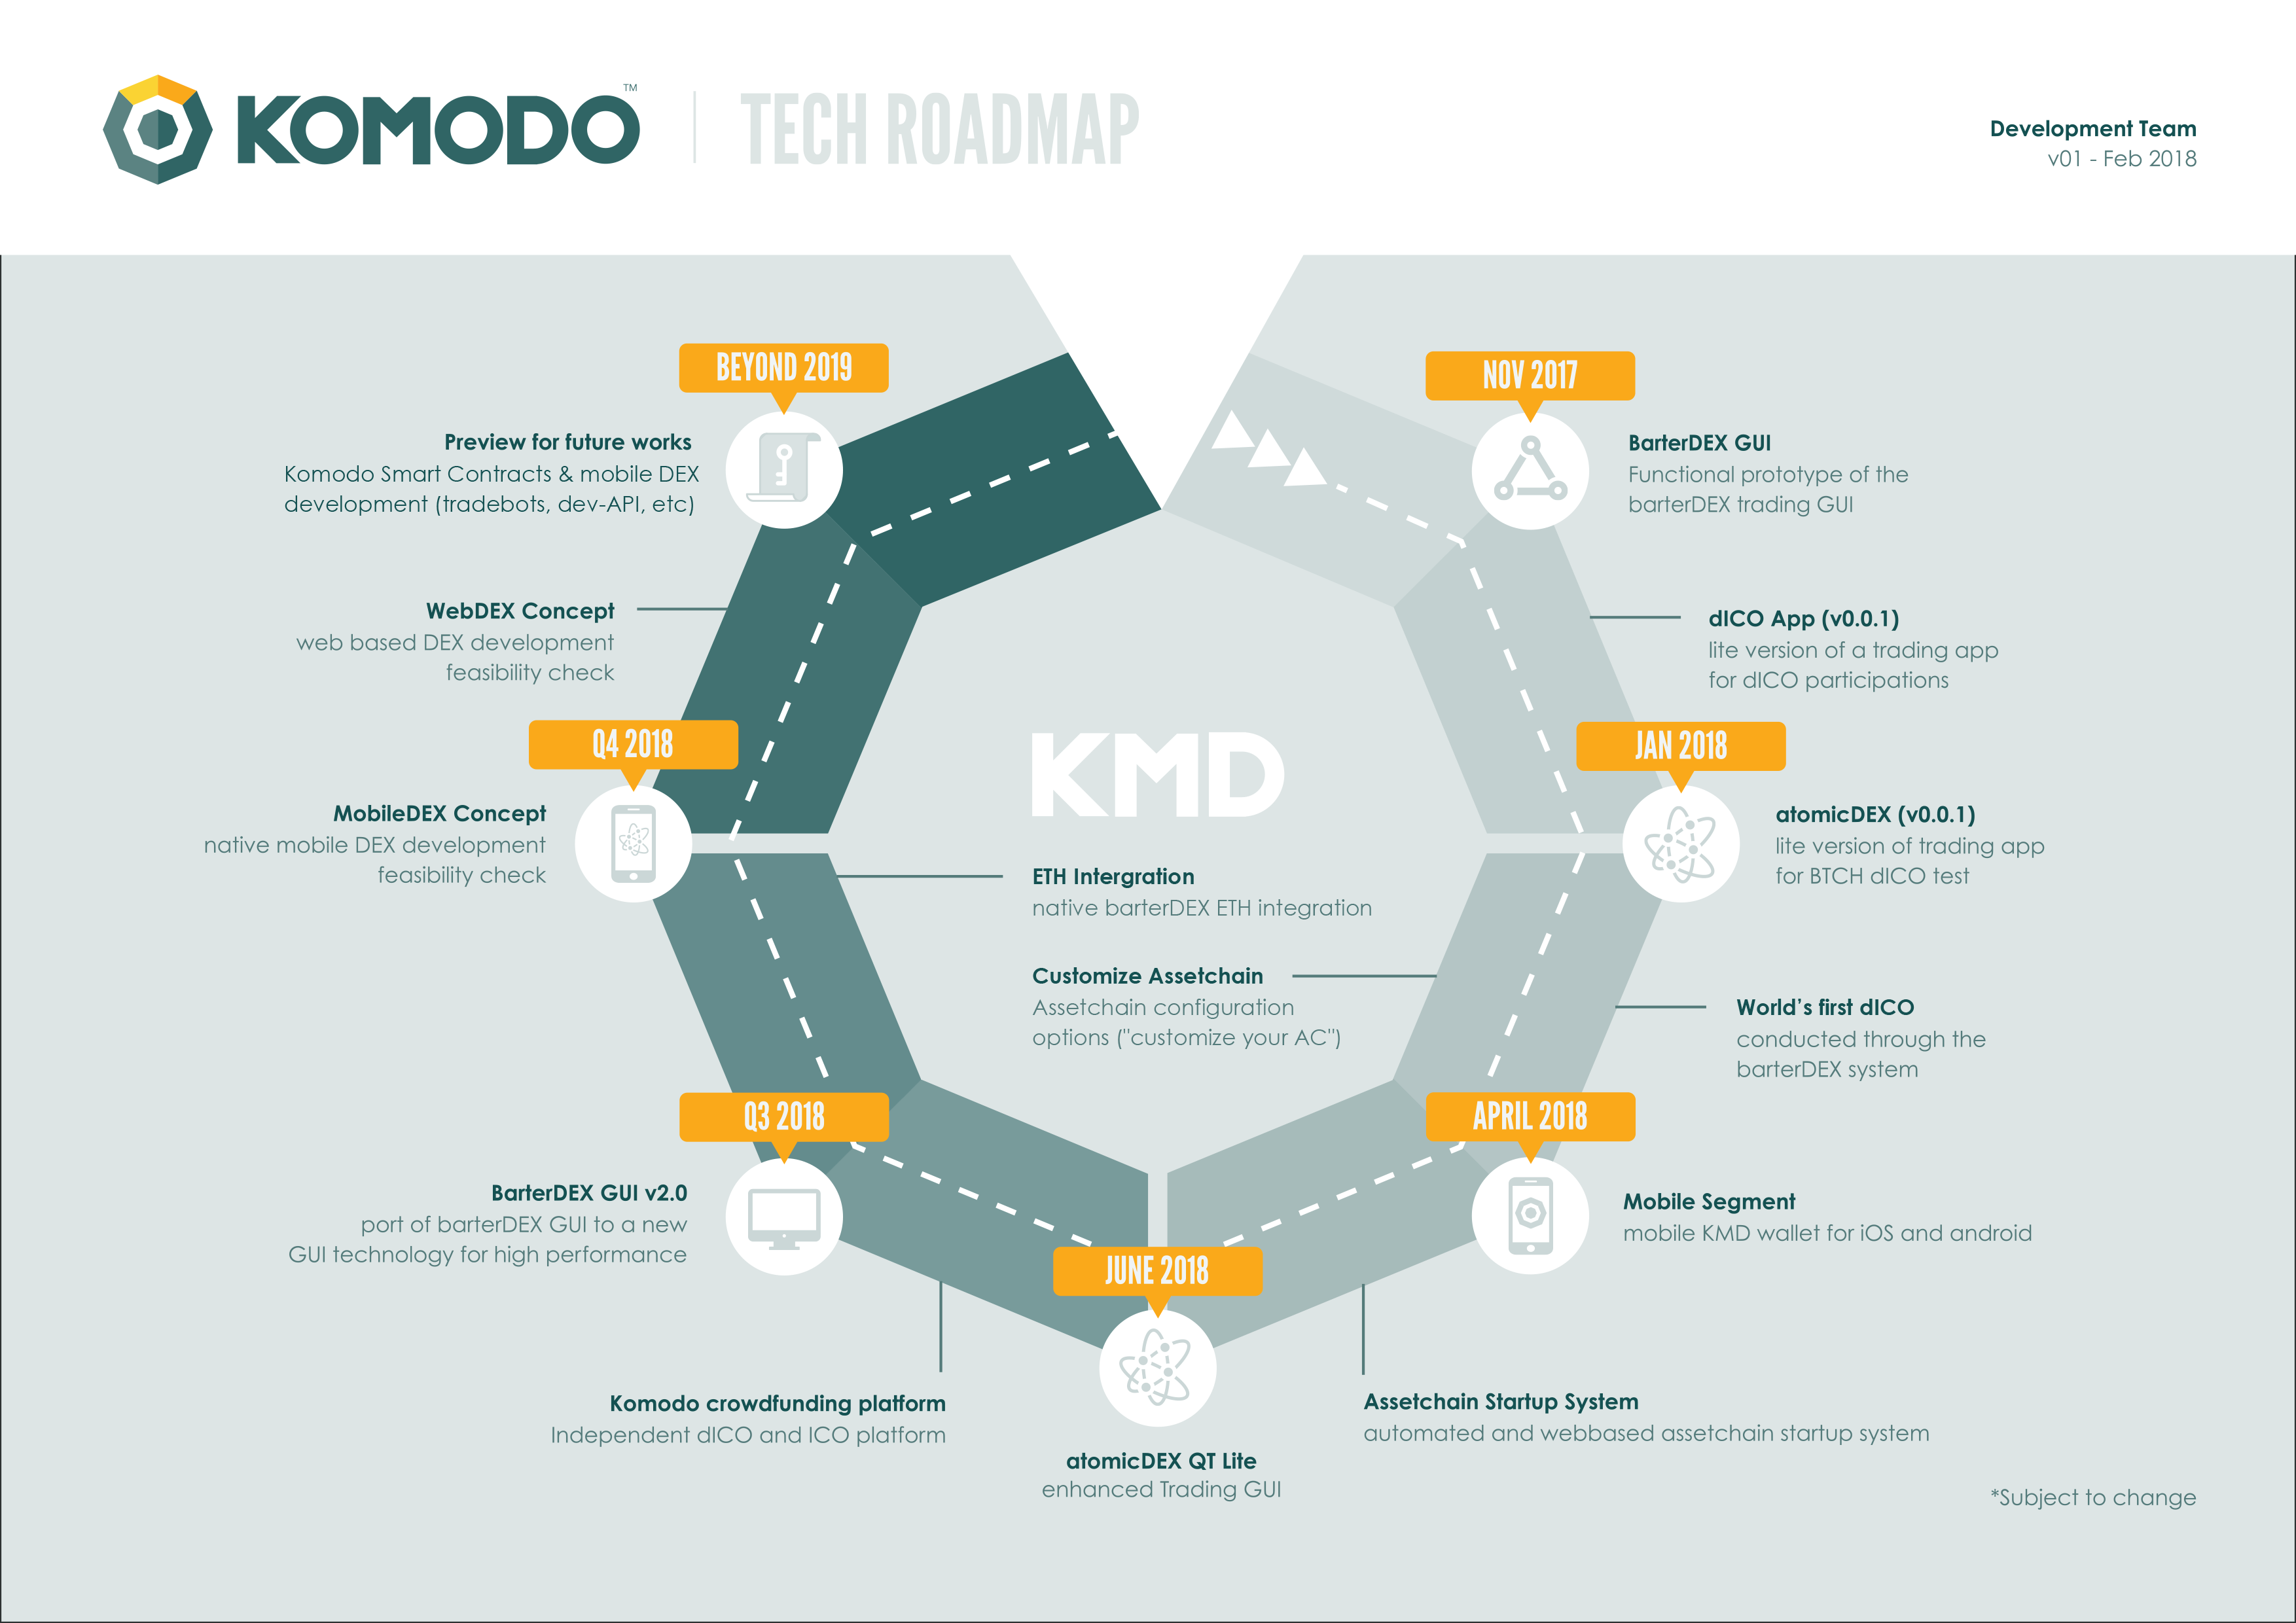 KOMODO™
TECH ROADMAP
Development Team
v01 - Feb 2018
NOV 2017
BarterDEX GUI
Functional prototype of the
barterDEX trading GUI
dICO App (v0.0.1)
lite version of a trading app
for dICO participations
JAN 2018
atomicDEX (v0.0.1)
lite version of trading app
for BTCH dICO test
World's first dICO
conducted through the
barterDEX system
Customize Assetchain
Assetchain configuration
options ("customize your AC")
APRIL 2018
Mobile Segment
mobile KMD wallet for iOS and android
Assetchain Startup System
automated and webbased assetchain startup system
JUNE 2018
atomicDEX QT Lite
enhanced Trading GUI
Komodo crowdfunding platform
Independent dICO and ICO platform
Q3 2018
BarterDEX GUI v2.0
port of barterDEX GUI to a new
GUI technology for high performance
KMD
ETH Intergration
native barterDEX ETH integration
Q4 2018
MobileDEX Concept
native mobile DEX development
feasibility check
WebDEX Concept
web based DEX development
feasibility check
BEYOND 2019
Preview for future works
Komodo Smart Contracts & mobile DEX
development (tradebots, dev-API, etc)
*Subject to change